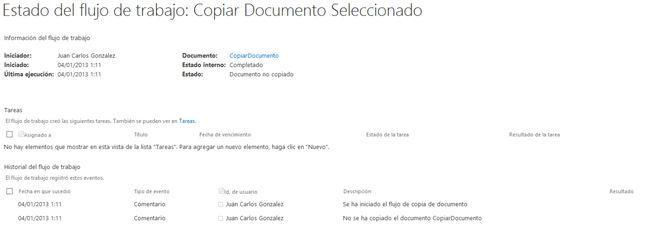 Estado del flujo de trabajo: Copiar Documento Seleccionado
Información del flujo de trabajo
Iniciador: Juan Carlos Gonzalez Documento: CopiarDocumento
Iniciado: 04/01/2013 1:11 Estado interno: Completado
Última ejecución: 04/01/2013 1:11 Estado: Documento no copiado
Tareas
El flujo de trabajo creó las siguientes tareas. También se pueden ver en Tareas.
Asignado a Título Fecha de vencimiento Estado de la tarea Resultado de la tarea
No hay elementos que mostrar en esta vista de la lista "Tareas". Para agregar un nuevo elemento, haga clic en "Nuevo".
Historial del flujo de trabajo
El flujo de trabajo registró estos eventos.
Fecha en que sucedió Tipo de evento Id. de usuario Descripción Resultado
04/01/2013 1:11 Comentario Juan Carlos Gonzalez Se ha iniciado el flujo de copia de documento
04/01/2013 1:11 Comentario Juan Carlos Gonzalez No se ha copiado el documento CopiarDocumento